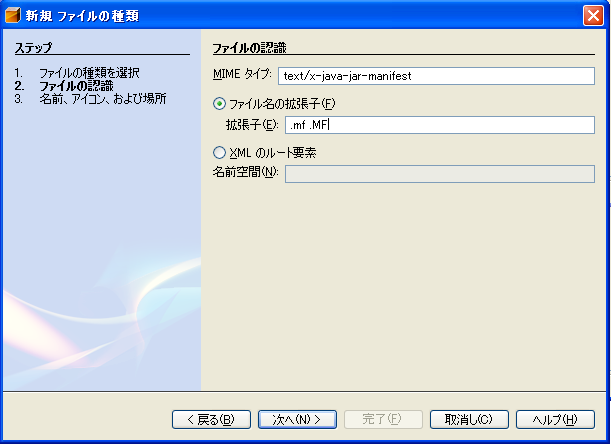 新規 ファイルの種類
ステップ
1. ファイルの種類を選択
2. ファイルの認識
3. 名前、アイコン、および場所
ファイルの認識
MIME タイプ: text/x-java-jar-manifest
ファイル名の拡張子(F)
拡張子(E): .mf .MF
XML のルート要素
名前空間(N):
< 戻る(B) 次へ(N) > 完了(F) 取消し(C) ヘルプ(H)